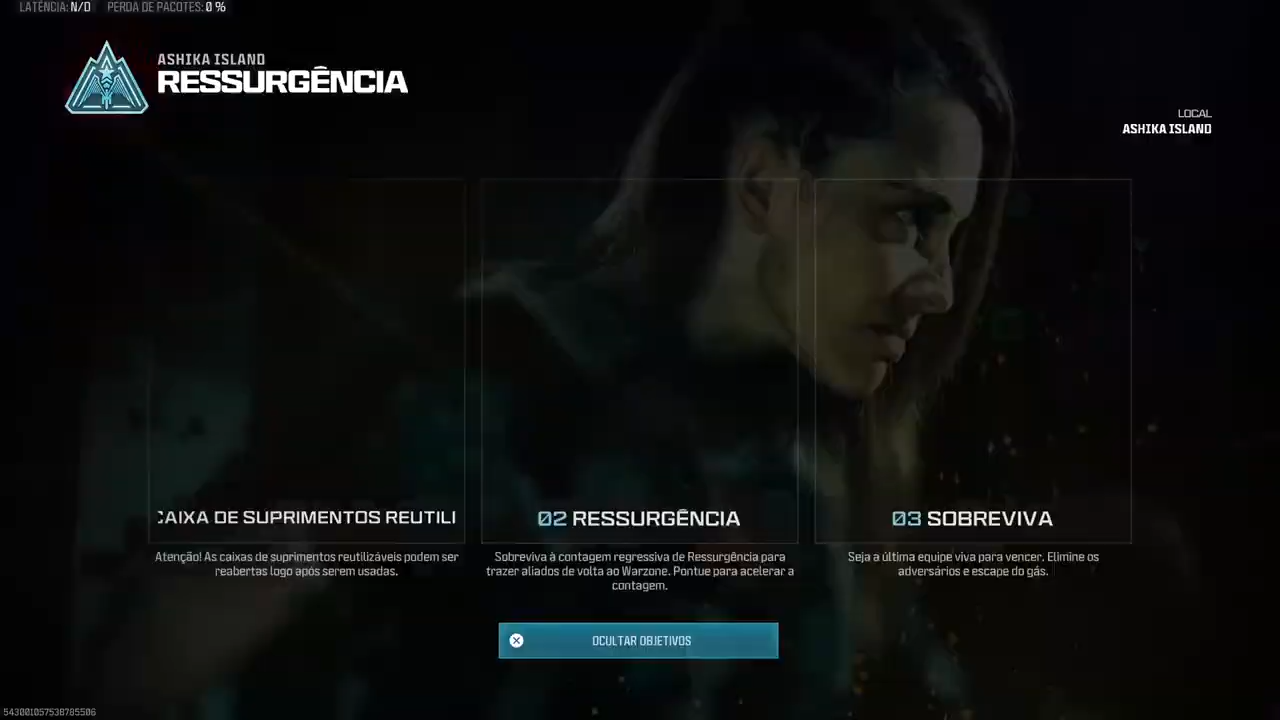 LATÊNCIA: N/D PERDA DE PACOTES: 0 %
ASHIKA ISLAND
RESSURGÊNCIA
LOCAL
ASHIKA ISLAND
CAIXA DE SUPRIMENTOS REUTILI
Atenção! As caixas de suprimentos reutilizáveis podem ser
reabertas logo após serem usadas.
02 RESSURGÊNCIA
Sobreviva à contagem regressiva de Ressurgência para
trazer aliados de volta ao Warzone. Pontue para acelerar a
contagem.
03 SOBREVIVA
Seja a última equipe viva para vencer. Elimine os
adversários e escape do gás.
OCULTAR OBJETIVOS
543001057538785506